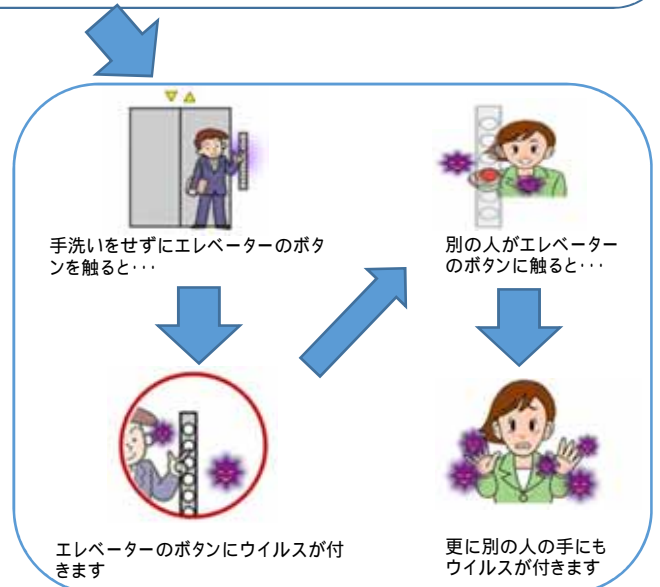 手洗いをせずにエレベーターのボタ
ンを触ると･･･
エレベーターのボタンにウイルスが付
きます
別の人がエレベーター
のボタンに触ると･･･
更に別の人の手にも
ウイルスが付きます